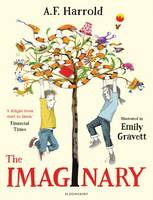 A.F. HARROLD
'A delight from
start to finish'
Financial
Times
Illustrated by
Emily
Gravett
The
IMAGINARY
BLOOMSBURY